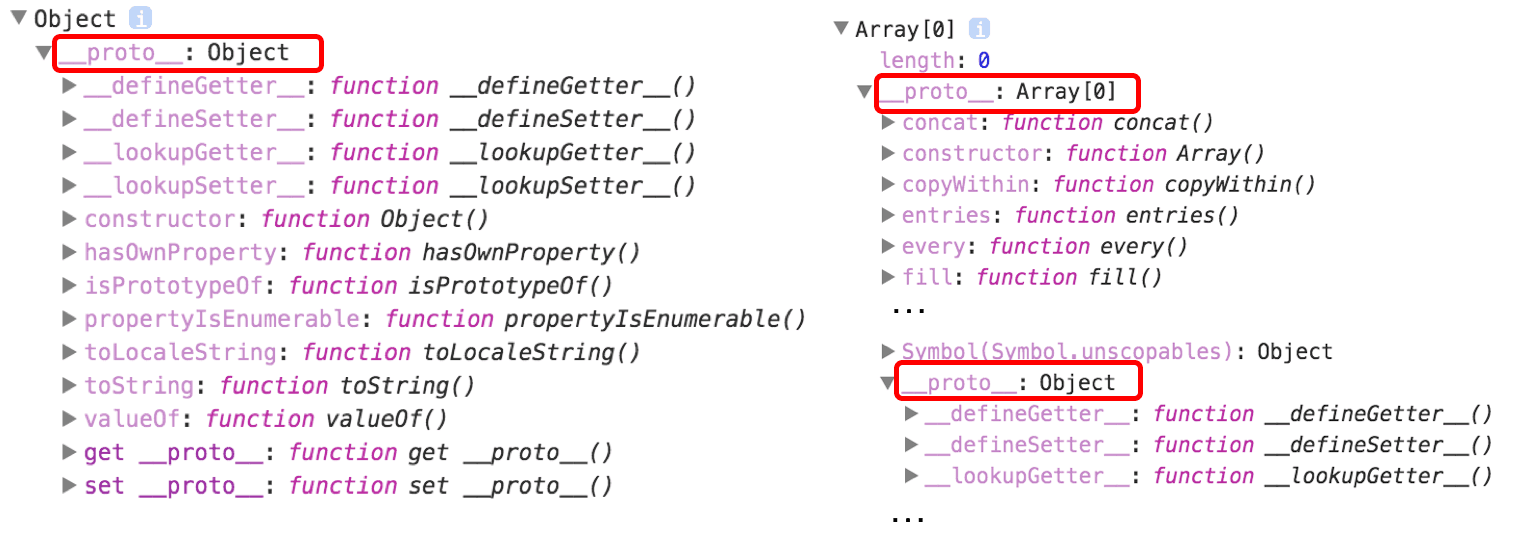 Object i
__proto__: Object
__defineGetter__: function __defineGetter__()
__defineSetter__: function __defineSetter__()
__lookupGetter__: function __lookupGetter__()
__lookupSetter__: function __lookupSetter__()
constructor: function Object()
hasOwnProperty: function hasOwnProperty()
isPrototypeOf: function isPrototypeOf()
propertyIsEnumerable: function propertyIsEnumerable()
toLocaleString: function toLocaleString()
toString: function toString()
valueOf: function valueOf()
get __proto__: function get __proto__()
set __proto__: function set __proto__()
Array[0] i
length: 0
__proto__: Array[0]
concat: function concat()
constructor: function Array()
copyWithin: function copyWithin()
entries: function entries()
every: function every()
fill: function fill()
...
Symbol(Symbol.unscopables): Object
__proto__: Object
__defineGetter__: function __defineGetter__()
__defineSetter__: function __defineSetter__()
__lookupGetter__: function __lookupGetter__()
...